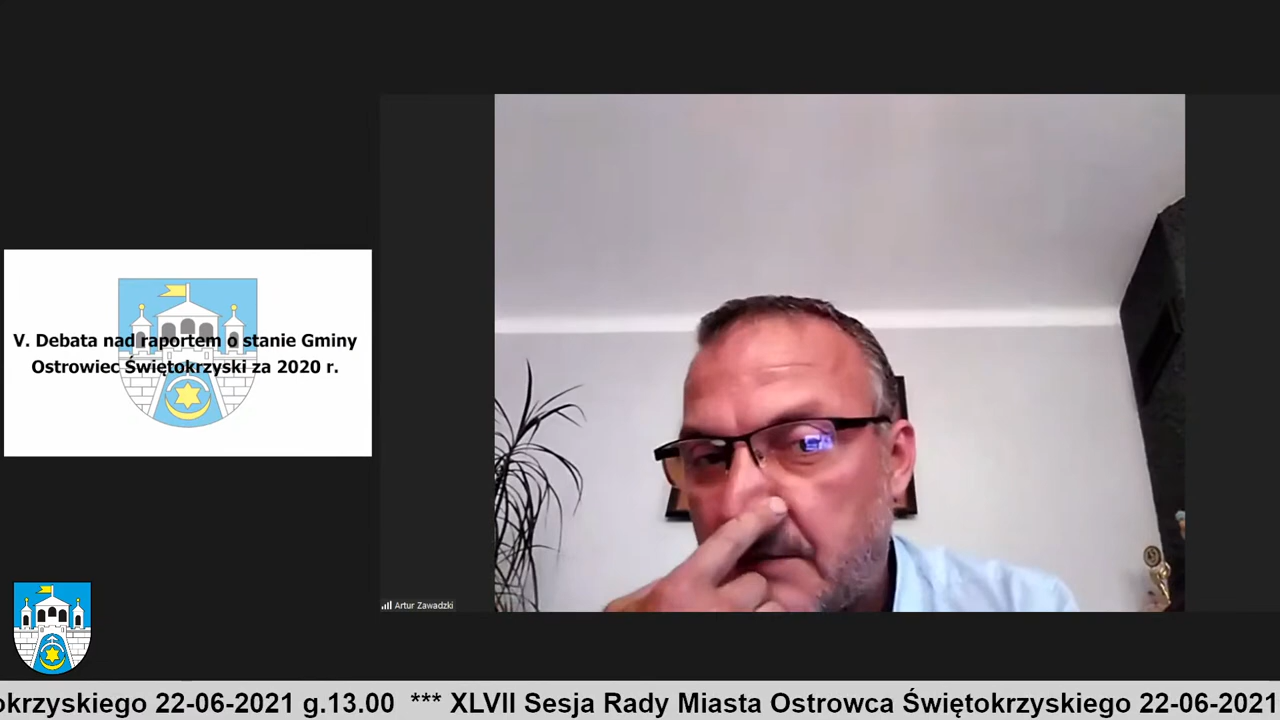 V. Debata nad raportem o stanie Gminy
Ostrowiec Świętokrzyski za 2020 r.
Artur Zawadzki
okrzyskiego 22-06-2021 g.13.00 *** XLVII Sesja Rady Miasta Ostrowca Świętokrzyskiego 22-06-2021